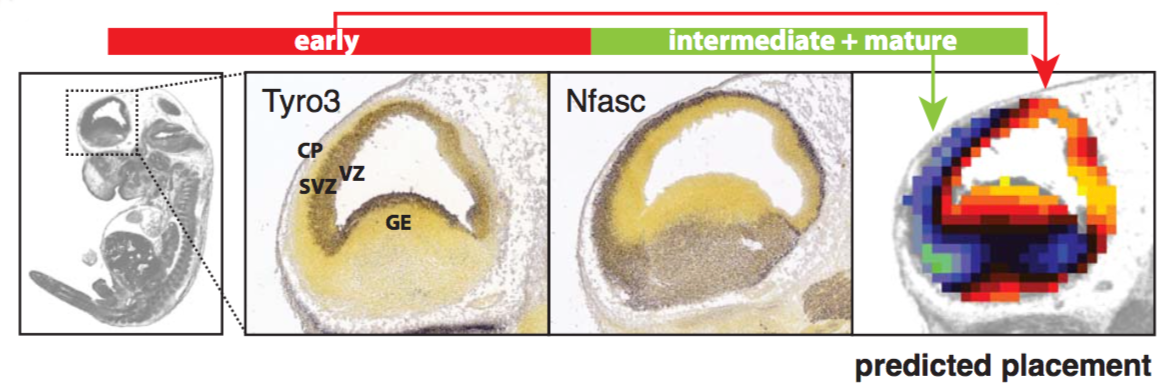 early
intermediate + mature
Tyro3
Nfasc
CP
VZ
SVZ
GE
predicted placement